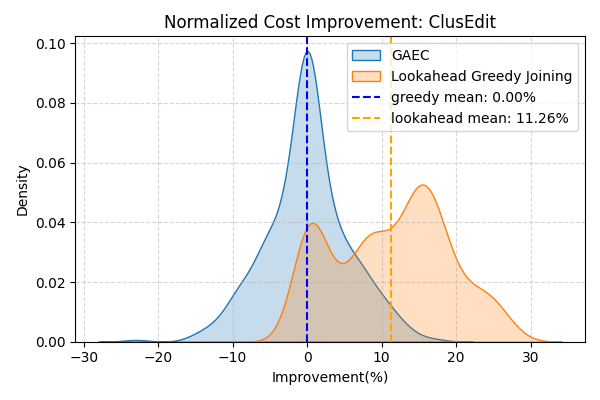 Normalized Cost Improvement: ClusEdit
GAEC
Lookahead Greedy Joining
greedy mean: 0.00%
lookahead mean: 11.26%
Density
0.10
0.08
0.06
0.04
0.02
0.00
−30 −20 −10 0 10 20 30
Improvement(%)